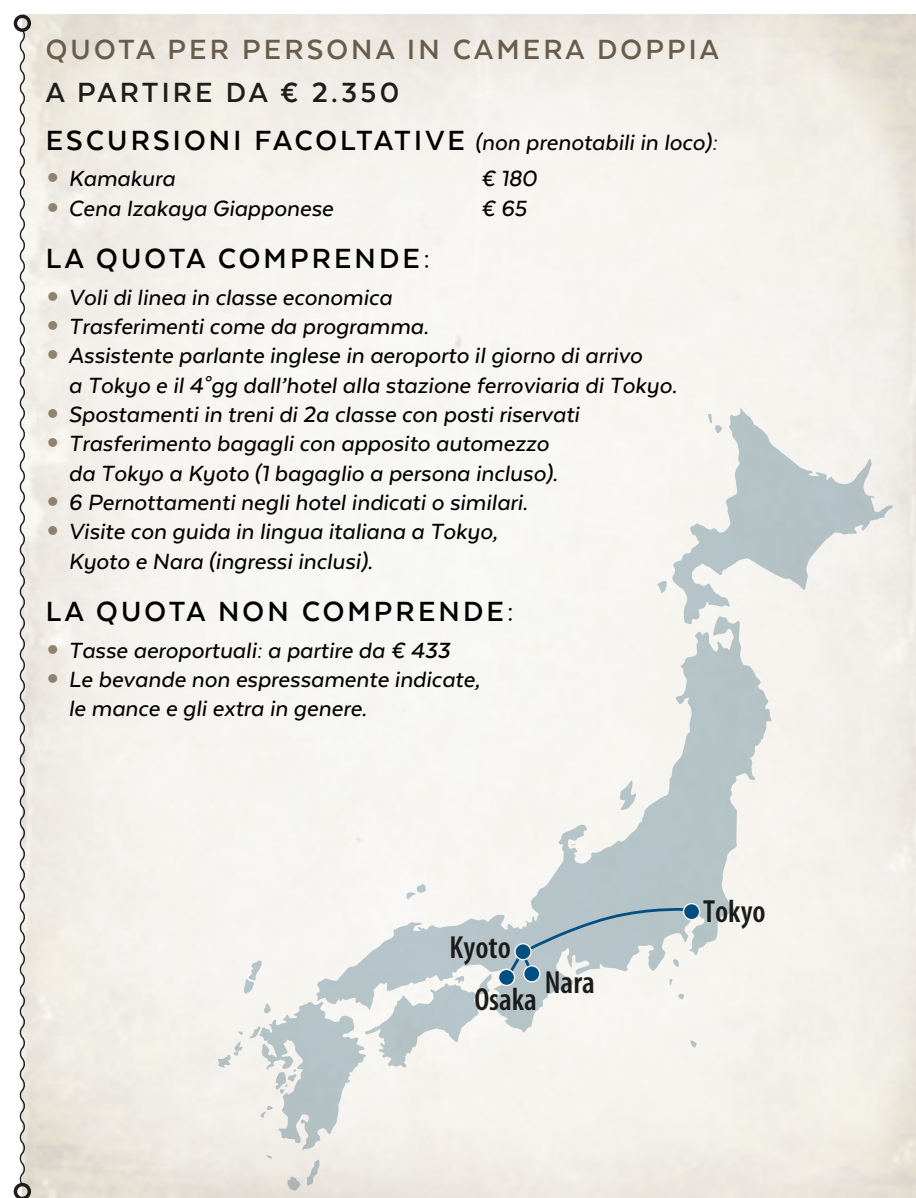 QUOTA PER PERSONA IN CAMERA DOPPIA
A PARTIRE DA € 2.350
ESCURSIONI FACOLTATIVE (non prenotabili in loco):
• Kamakura € 180
• Cena Izakaya Giapponese € 65
LA QUOTA COMPRENDE:
• Voli di linea in classe economica
• Trasferimenti come da programma.
• Assistente parlante inglese in aeroporto il giorno di arrivo
a Tokyo e il 4°gg dall’hotel alla stazione ferroviaria di Tokyo.
• Spostamenti in treni di 2a classe con posti riservati
• Trasferimento bagagli con apposito automezzo
da Tokyo a Kyoto (1 bagaglio a persona incluso).
• 6 Pernottamenti negli hotel indicati o similari.
• Visite con guida in lingua italiana a Tokyo,
Kyoto e Nara (ingressi inclusi).
LA QUOTA NON COMPRENDE:
• Tasse aeroportuali: a partire da € 433
• Le bevande non espressamente indicate,
le mance e gli extra in genere.
Tokyo
Kyoto
Nara
Osaka